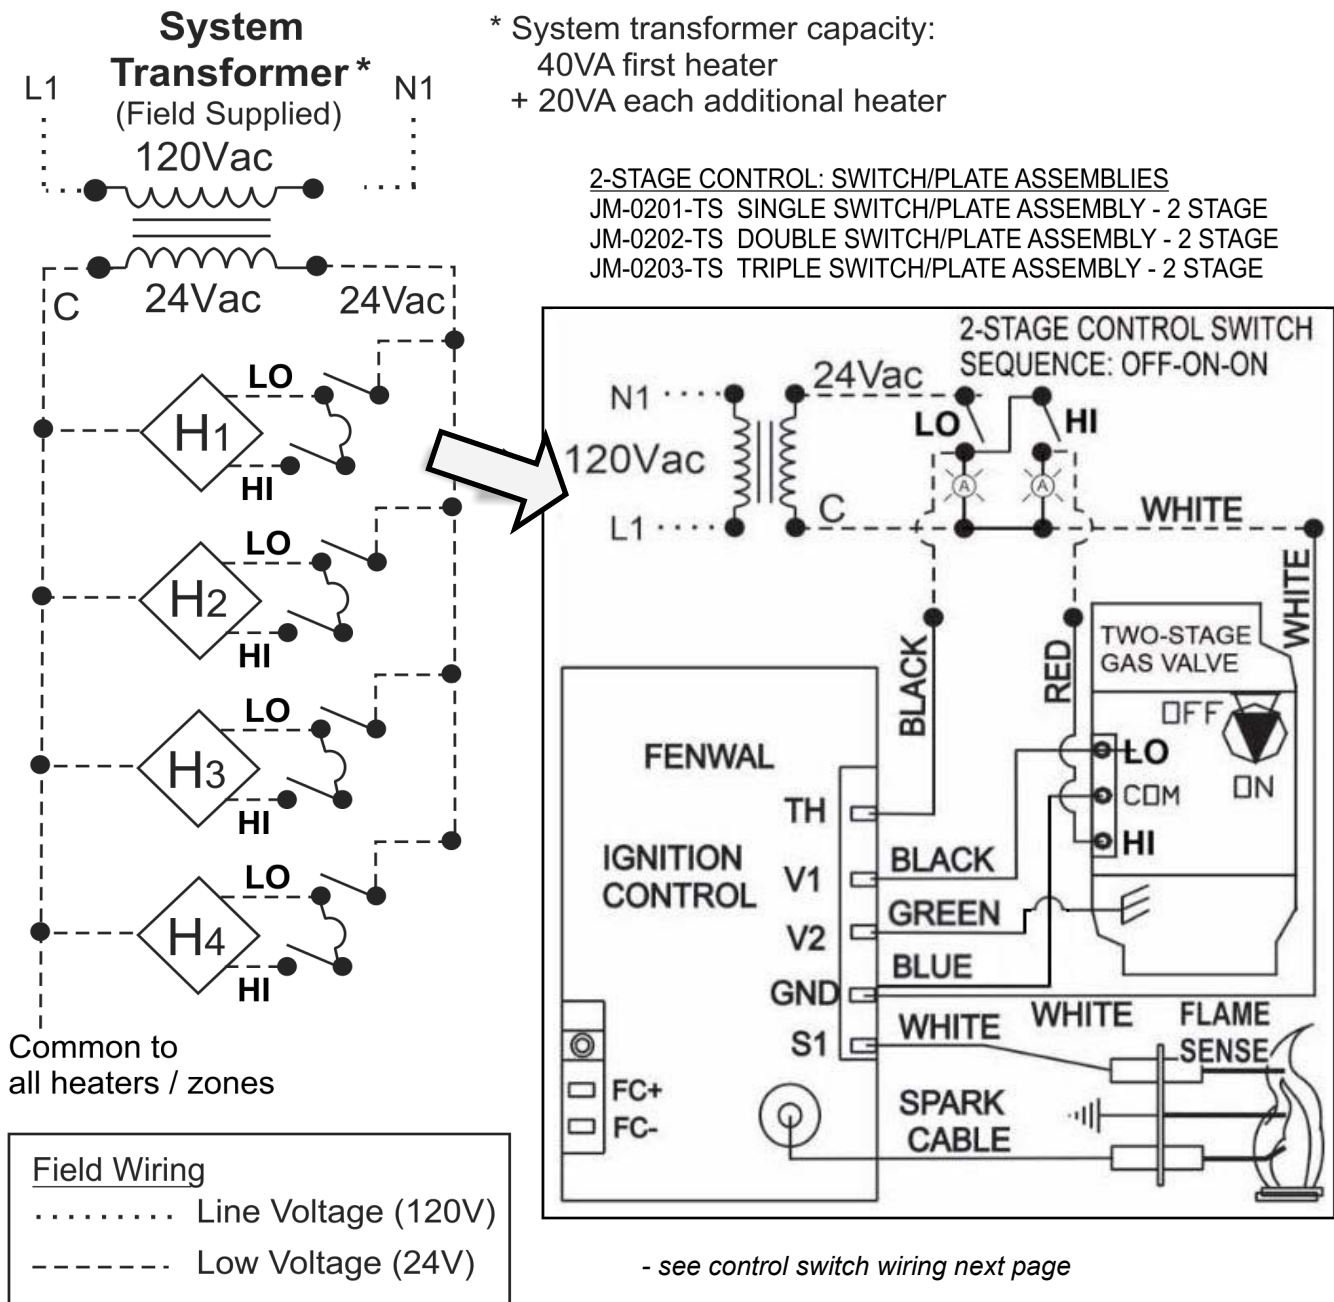 System
Transformer *
(Field Supplied)
L1
N1
120Vac
24Vac
C
24Vac
* System transformer capacity:
40VA first heater
+ 20VA each additional heater
2-STAGE CONTROL: SWITCH/PLATE ASSEMBLIES
JM-0201-TS SINGLE SWITCH/PLATE ASSEMBLY - 2 STAGE
JM-0202-TS DOUBLE SWITCH/PLATE ASSEMBLY - 2 STAGE
JM-0203-TS TRIPLE SWITCH/PLATE ASSEMBLY - 2 STAGE
LO
H1
HI
LO
H2
HI
LO
H3
HI
LO
H4
HI
Common to
all heaters / zones
Field Wiring
Line Voltage (120V)
Low Voltage (24V)
2-STAGE CONTROL SWITCH
SEQUENCE: OFF-ON-ON
24Vac
N1
LO
HI
120Vac
A
A
L1
C
WHITE
WHITE
BLACK
RED
TWO-STAGE
GAS VALVE
OFF
ON
LO
COM
HI
FENWAL
IGNITION
CONTROL
TH
V1
V2
GND
S1
BLACK
GREEN
BLUE
WHITE
WHITE
FLAME
SENSE
FC+
FC-
SPARK
CABLE
- see control switch wiring next page